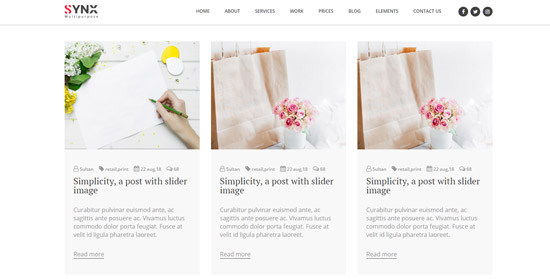 SYNX
Multipurpose
HOME ABOUT SERVICES WORK PRICES BLOG ELEMENTS CONTACT US
Sultan retail,print 22 aug,18 68
Simplicity, a post with slider
image
Curabitur pulvinar euismod ante, ac
sagittis ante posuere ac. Vivamus luctus
commodo dolor porta feugiat. Fusce at
velit id ligula pharetra laoreet.
Read more
Sultan retail,print 22 aug,18 68
Simplicity, a post with slider
image
Curabitur pulvinar euismod ante, ac
sagittis ante posuere ac. Vivamus luctus
commodo dolor porta feugiat. Fusce at
velit id ligula pharetra laoreet.
Read more
Sultan retail,print 22 aug,18 68
Simplicity, a post with slider
image
Curabitur pulvinar euismod ante, ac
sagittis ante posuere ac. Vivamus luctus
commodo dolor porta feugiat. Fusce at
velit id ligula pharetra laoreet.
Read more